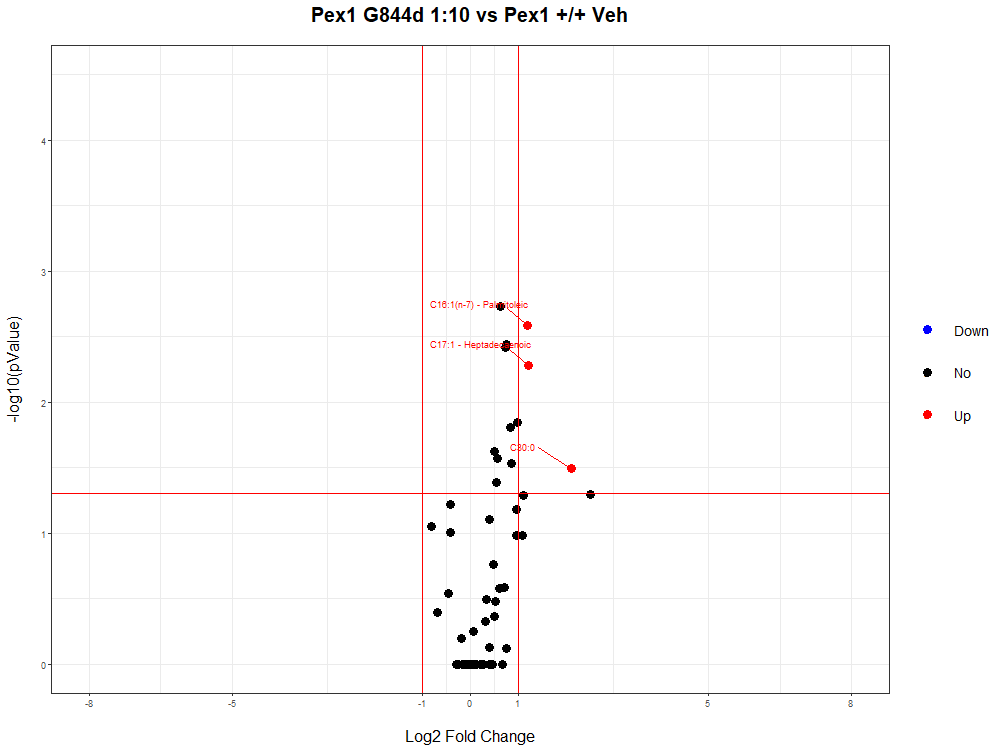 Pex1 G844d 1:10 vs Pex1 +/+ Veh
4
3
2
1
0
-log10(pValue)
C16:1(n-7) - Palmitoleic
C17:1 - Heptadecenoic
C30:0
Down
No
Up
-8
-5
-1
0
1
5
8
Log2 Fold Change